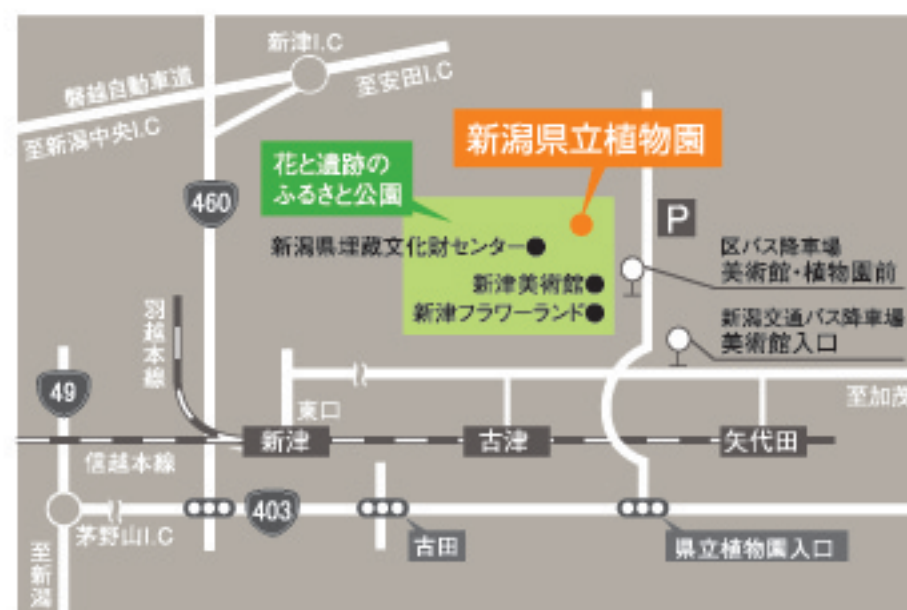 新津I.C
磐越自動車道
至安田I.C
至新潟中央I.C
新潟県立植物園
花と遺跡の
ふるさと公園
460
P
新潟県埋蔵文化財センター
区バス降車場
美術館・植物園前
新津美術館
新津フラワーランド
新潟交通バス降車場
美術館入口
羽越本線
49
東口
至加茂
新津
古津
矢代田
信越本線
403
茅野山I.C
古田
県立植物園入口
至新潟